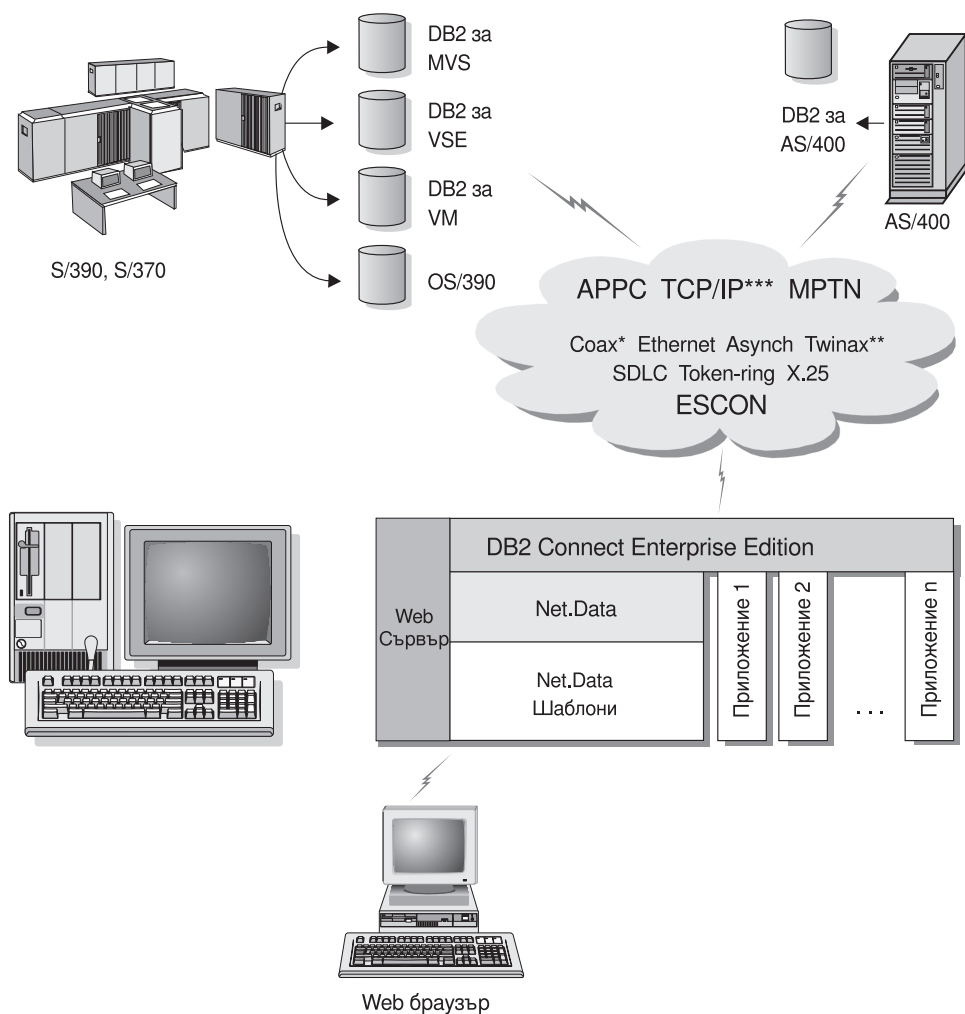 DB2 за
MVS
DB2 за
VSE
DB2 за
VM
OS/390
S/390, S/370
DB2 за
AS/400
AS/400
APPC TCP/IP*** MPTN
Coax* Ethernet Asynch Twinax**
SDLC Token-ring X.25
ESCON
DB2 Connect Enterprise Edition
Web
Сървър
Net.Data
Net.Data
Шаблони
Приложение 1
Приложение 2
. . .
Приложение n
Web браузър